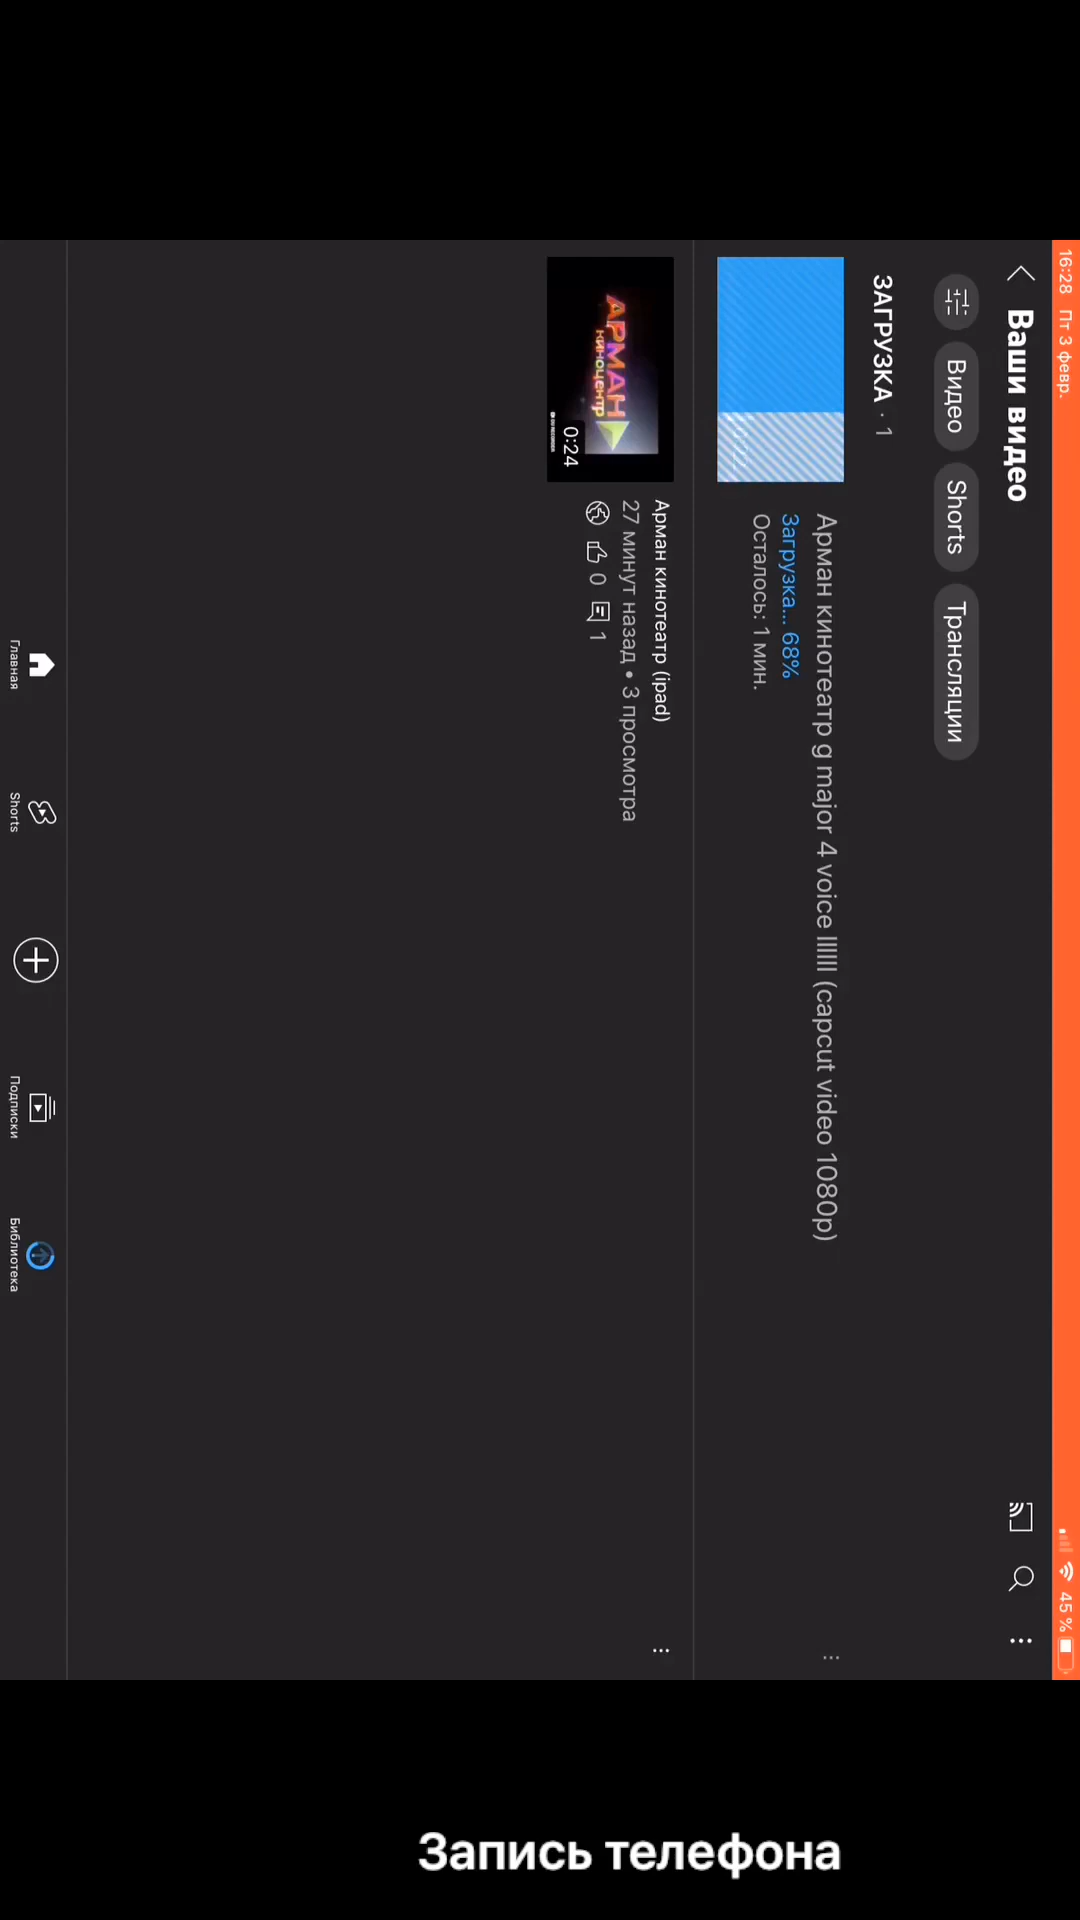 16:28 Пт 3 февр.
45 %
Ваши видео
Видео
Shorts
Трансляции
ЗАГРУЗКА · 1
Арман кинотеатр g major 4 voice llllll (capcut video 1080p)
Загрузка... 68%
Осталось: 1 мин.
АРМАН
киноцентр
0:24
Арман кинотеатр (ipad)
27 минут назад • 3 просмотра
0
1
Главная
Shorts
Подписки
Библиотека
Запись телефона